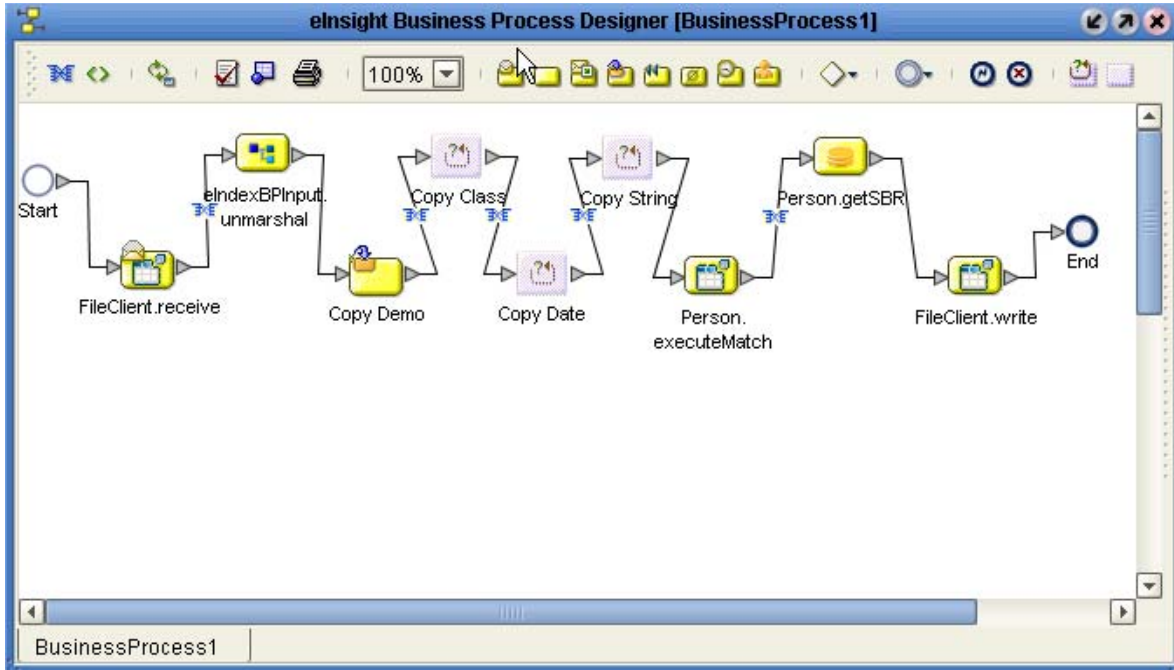 eInsight Business Process Designer [BusinessProcess1]
100%
Start
FileClient.receive
eIndexBPInput.
unmarshal
Copy Demo
Copy Class
Copy Date
Copy String
Person.
executeMatch
Person.getSBR
FileClient.write
End
BusinessProcess1